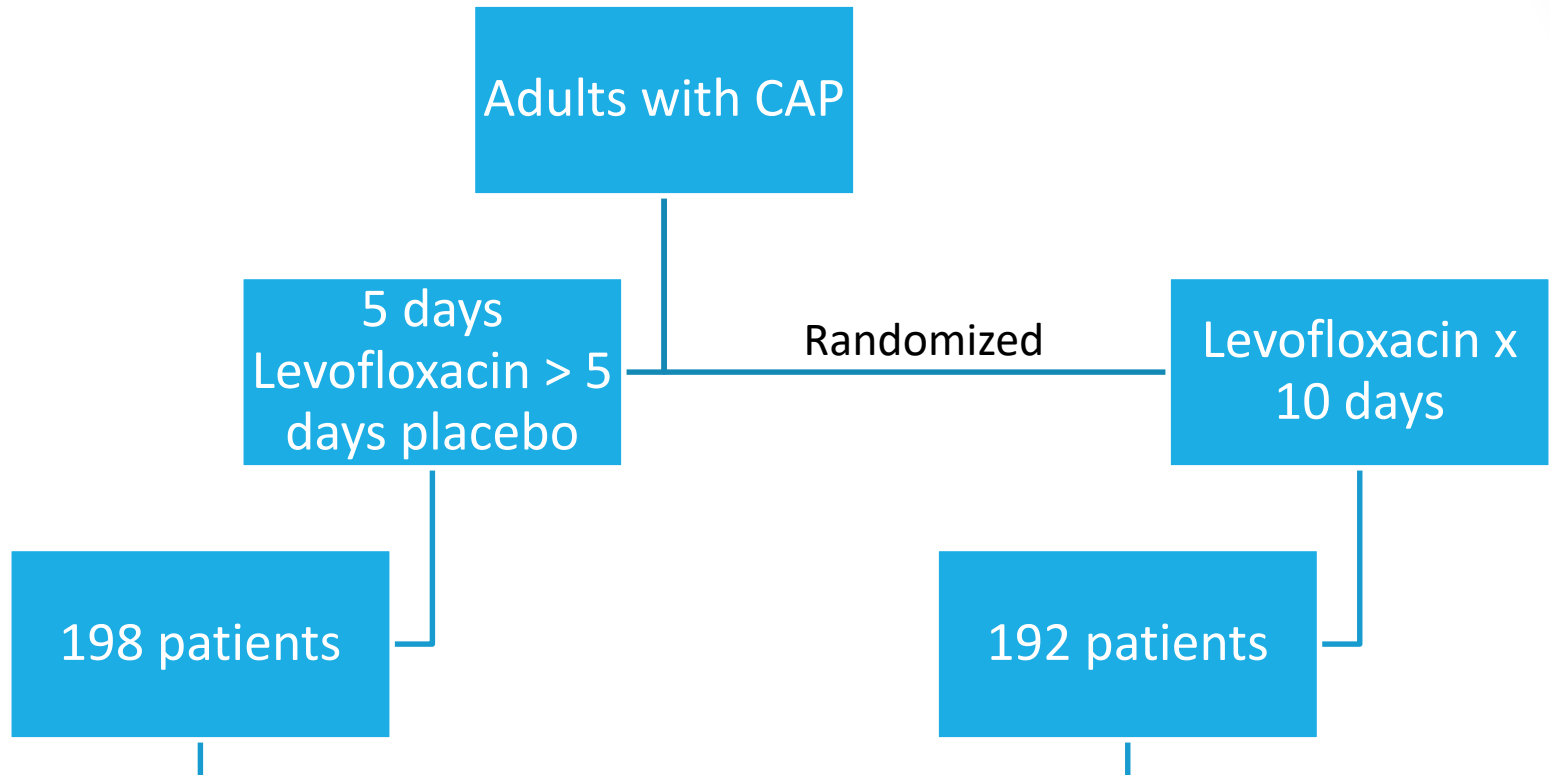 Adults with CAP
5 days
Levofloxacin > 5
days placebo
Randomized
Levofloxacin x
10 days
198 patients
192 patients